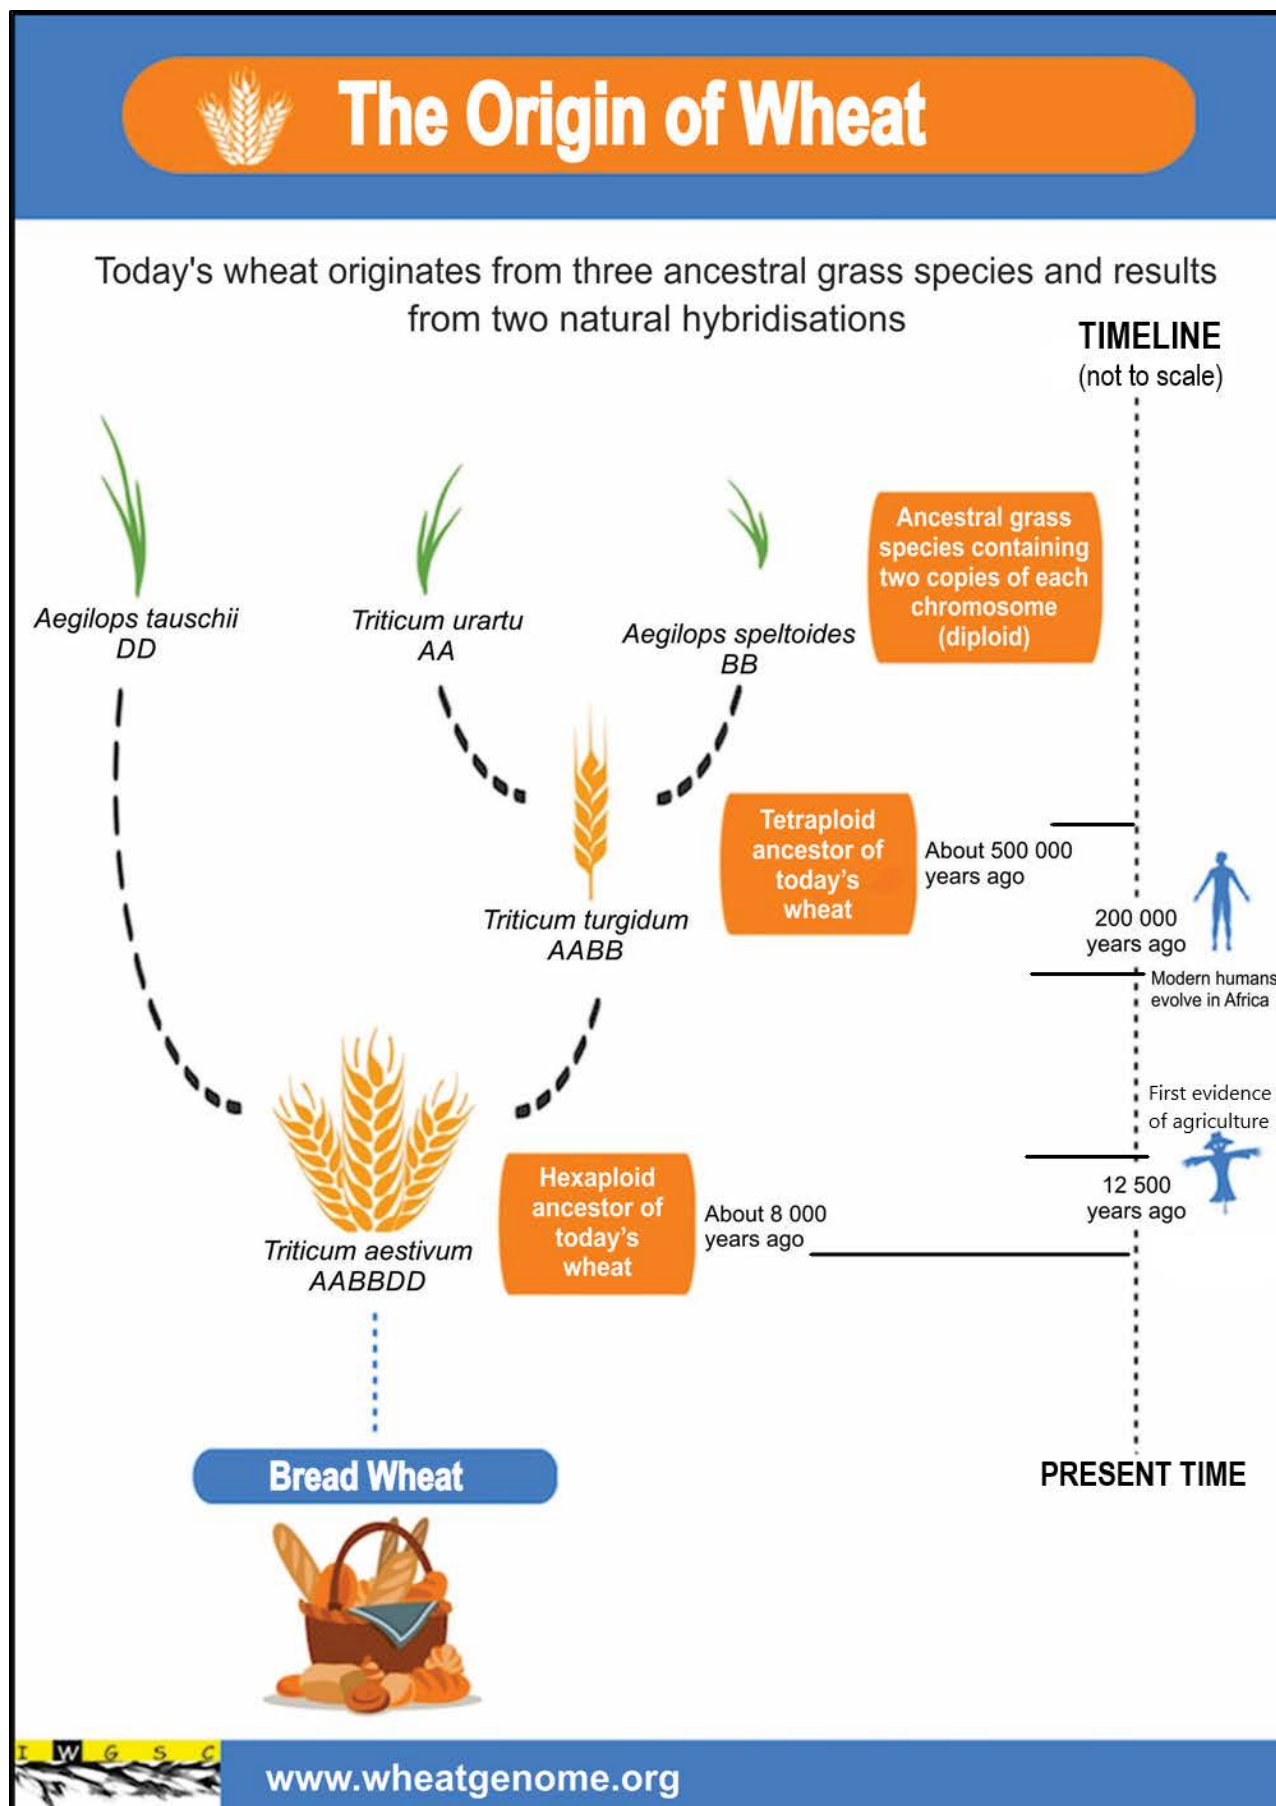 The Origin of Wheat
Today's wheat originates from three ancestral grass species and results
from two natural hybridisations
TIMELINE
(not to scale)
Aegilops tauschii
DD
Triticum urartu
AA
Aegilops speltoides
BB
Ancestral grass
species containing
two copies of each
chromosome
(diploid)
Triticum turgidum
AABB
Tetraploid
ancestor of
today’s
wheat
About 500 000
years ago
200 000
years ago
Modern humans
evolve in Africa
First evidence
of agriculture
12 500
years ago
Triticum aestivum
AABBDD
Hexaploid
ancestor of
today’s
wheat
About 8 000
years ago
Bread Wheat
PRESENT TIME
I W G S C
www.wheatgenome.org